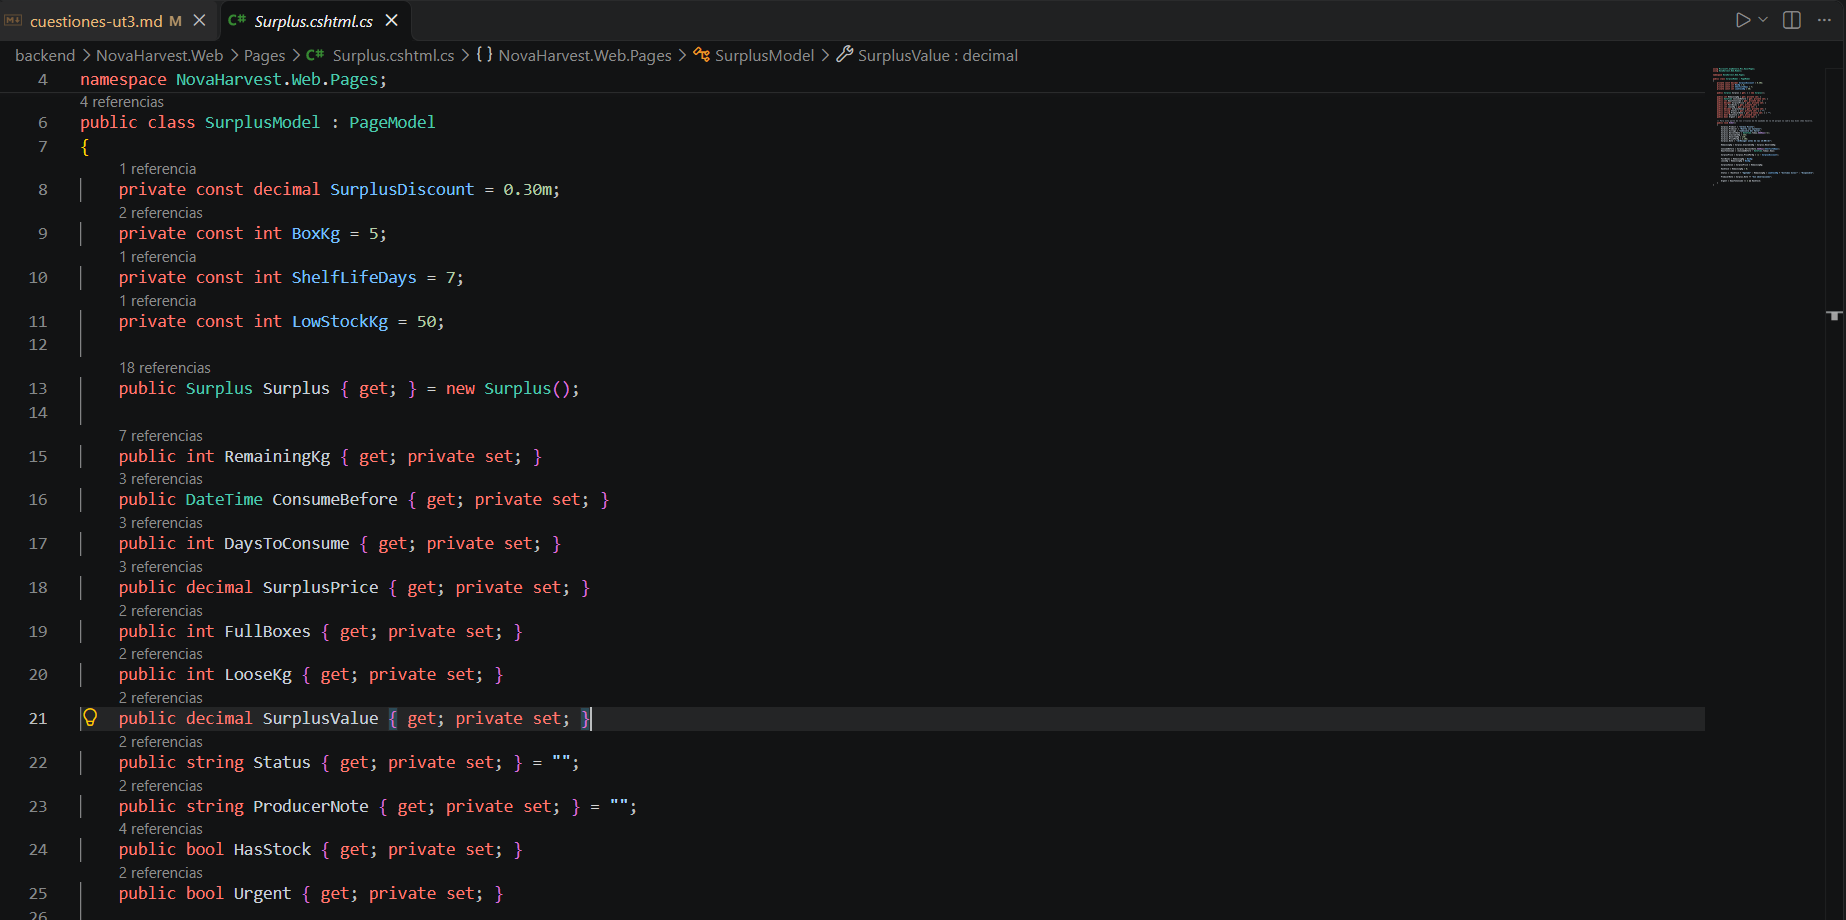 cuestiones-ut3.md M
C# Surplus.cshtml.cs
backend > NovaHarvest.Web > Pages > C# Surplus.cshtml.cs > {} NovaHarvest.Web.Pages > SurplusModel > SurplusValue : decimal
4 namespace NovaHarvest.Web.Pages;
4 referencias
6 public class SurplusModel : PageModel
7 {
1 referencia
8 private const decimal SurplusDiscount = 0.30m;
2 referencias
9 private const int BoxKg = 5;
1 referencia
10 private const int ShelfLifeDays = 7;
1 referencia
11 private const int LowStockKg = 50;
12
18 referencias
13 public Surplus Surplus { get; } = new Surplus();
14
7 referencias
15 public int RemainingKg { get; private set; }
3 referencias
16 public DateTime ConsumeBefore { get; private set; }
3 referencias
17 public int DaysToConsume { get; private set; }
3 referencias
18 public decimal SurplusPrice { get; private set; }
2 referencias
19 public int FullBoxes { get; private set; }
2 referencias
20 public int LooseKg { get; private set; }
2 referencias
21 public decimal SurplusValue { get; private set; }
2 referencias
22 public string Status { get; private set; } = "";
2 referencias
23 public string ProducerNote { get; private set; } = "";
4 referencias
24 public bool HasStock { get; private set; }
2 referencias
25 public bool Urgent { get; private set; }
26